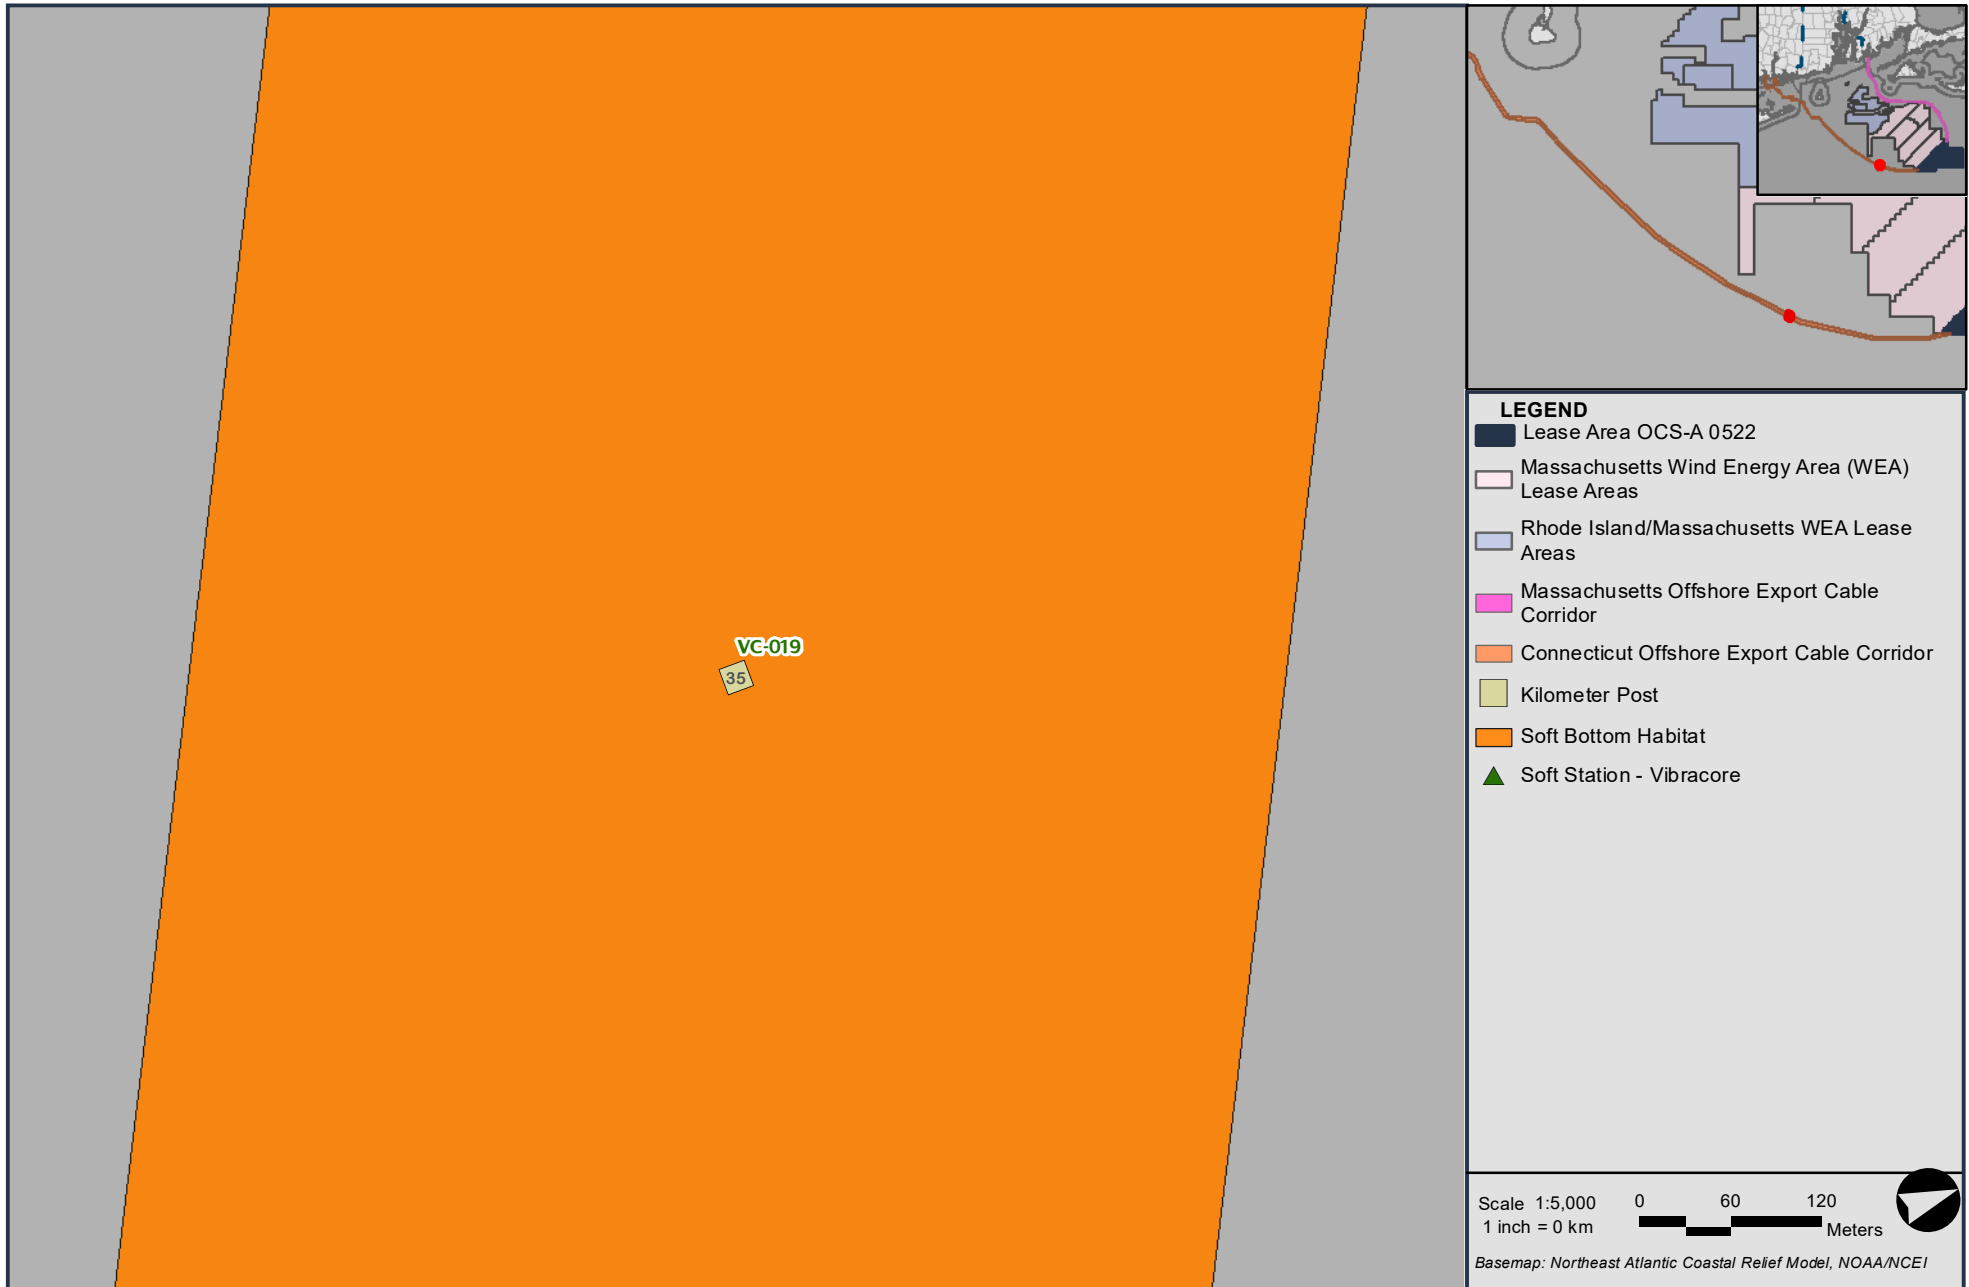 VC-019
35
LEGEND
Lease Area OCS-A 0522
Massachusetts Wind Energy Area (WEA)
Lease Areas
Rhode Island/Massachusetts WEA Lease
Areas
Massachusetts Offshore Export Cable
Corridor
Connecticut Offshore Export Cable Corridor
Kilometer Post
Soft Bottom Habitat
Soft Station - Vibracore
Scale 1:5,000
1 inch = 0 km
0 60 120
Meters
Basemap: Northeast Atlantic Coastal Relief Model, NOAA/NCEI